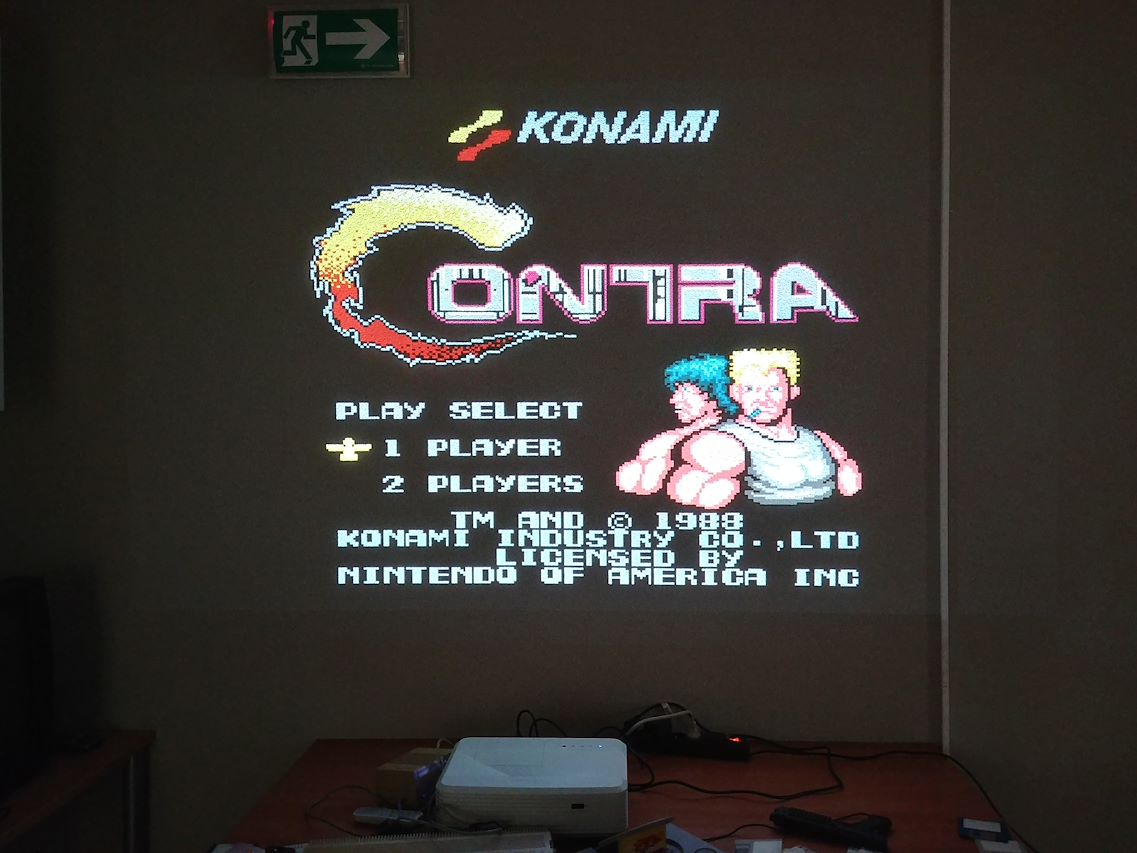 KONAMI
CONTRA
PLAY SELECT
1 PLAYER
2 PLAYERS
TM AND © 1988
KONAMI INDUSTRY CO.,LTD
LICENSED BY
NINTENDO OF AMERICA INC